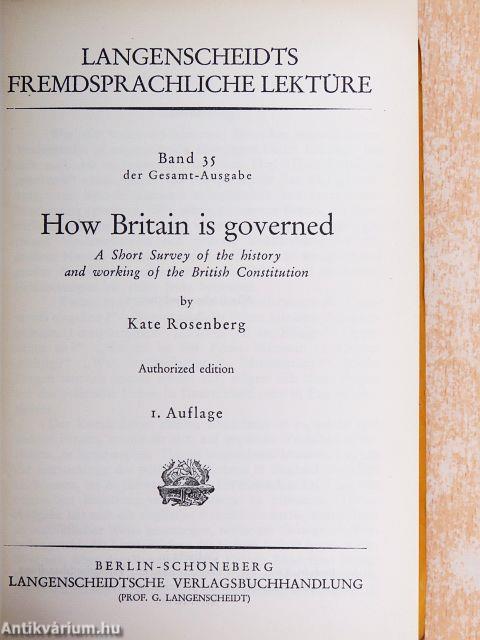 LANGENSCHEIDTS
FREMDSPRACHLICHE LEKTÜRE
Band 35
der Gesamt-Ausgabe
How Britain is governed
A Short Survey of the history
and working of the British Constitution
by
Kate Rosenberg
Authorized edition
1. Auflage
BERLIN-SCHÖNEBERG
LANGENSCHEIDTSCHE VERLAGSBUCHHANDLUNG
(PROF. G. LANGENSCHEIDT)
Antikvárium.hu